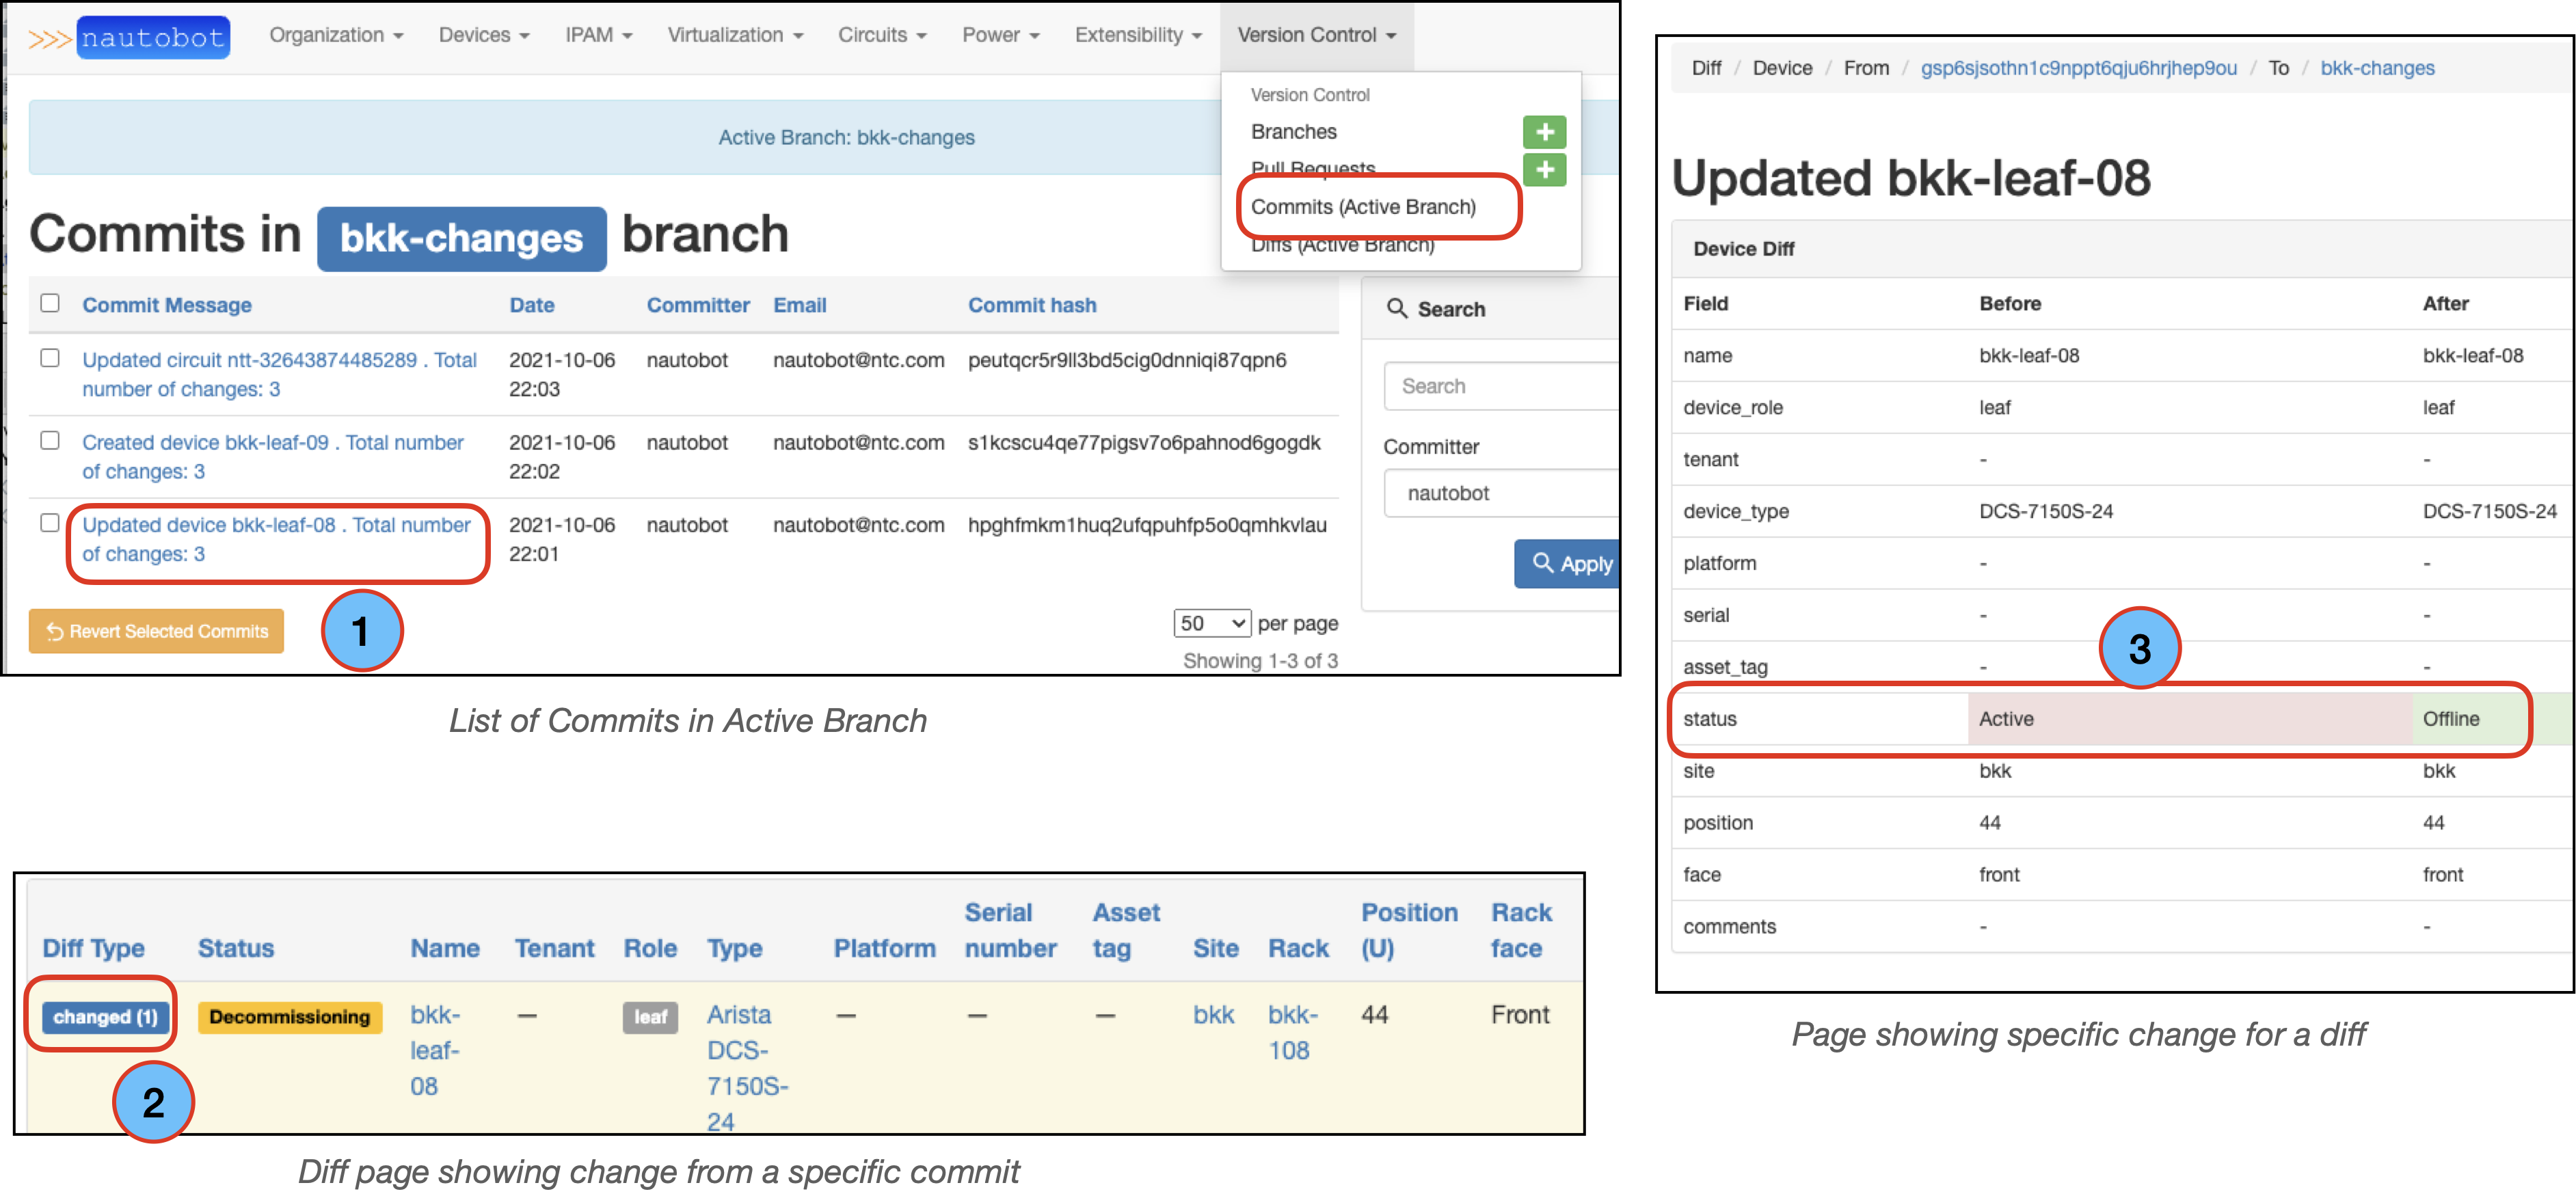 >>> nautobot Organization Devices IPAM Virtualization Circuits Power Extensibility Version Control
Version Control
Branches
Pull Requests
Commits (Active Branch)
Diffs (Active Branch)
Active Branch: bkk-changes
Commits in bkk-changes branch
Commit Message Date Committer Email Commit hash
Updated circuit ntt-32643874485289 . Total 2021-10-06 nautobot nautobot@ntc.com peutqcr5r9ll3bd5cig0dnniqi87qpn6
number of changes: 3 22:03
Created device bkk-leaf-09 . Total number 2021-10-06 nautobot nautobot@ntc.com s1kcscu4qe77pigsv7o6pahnod6gogdk
of changes: 3 22:02
Updated device bkk-leaf-08 . Total number 2021-10-06 nautobot nautobot@ntc.com hpghfmkm1huq2ufqpuhfp5o0qmhkvlau
of changes: 3 22:01
Revert Selected Commits
1
50 per page
Showing 1-3 of 3
Search
Search
Committer
nautobot
Apply
List of Commits in Active Branch
Diff Type Status Name Tenant Role Type Platform Serial number Asset tag Site Rack Position (U) Rack face
changed (1) Decommissioning bkk- — leaf Arista — — — bkk bkk- 44 Front
leaf- DCS- 108
08 7150S-
24
2
Diff page showing change from a specific commit
Diff / Device / From / gsp6sjsothn1c9nppt6qju6hrjhep9ou / To / bkk-changes
Updated bkk-leaf-08
Device Diff
Field Before After
name bkk-leaf-08 bkk-leaf-08
device_role leaf leaf
tenant - -
device_type DCS-7150S-24 DCS-7150S-24
platform - -
serial - -
asset_tag - -
3
status Active Offline
site bkk bkk
position 44 44
face front front
comments - -
Page showing specific change for a diff